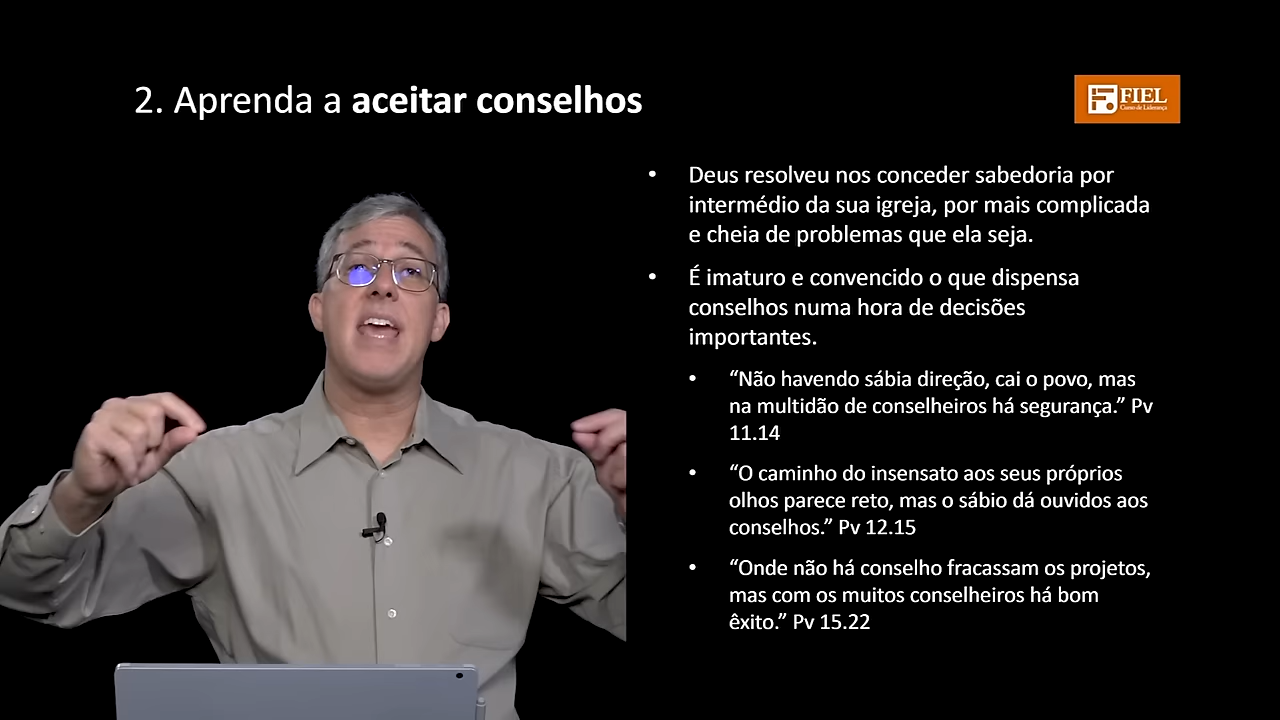 2. Aprenda a aceitar conselhos
FIEL
Curso de Liderança
• Deus resolveu nos conceder sabedoria por
intermédio da sua igreja, por mais complicada
e cheia de problemas que ela seja.
• É imaturo e convencido o que dispensa
conselhos numa hora de decisões
importantes.
• “Não havendo sábia direção, cai o povo, mas
na multidão de conselheiros há segurança.” Pv
11.14
• “O caminho do insensato aos seus próprios
olhos parece reto, mas o sábio dá ouvidos aos
conselhos.” Pv 12.15
• “Onde não há conselho fracassam os projetos,
mas com os muitos conselheiros há bom
êxito.” Pv 15.22